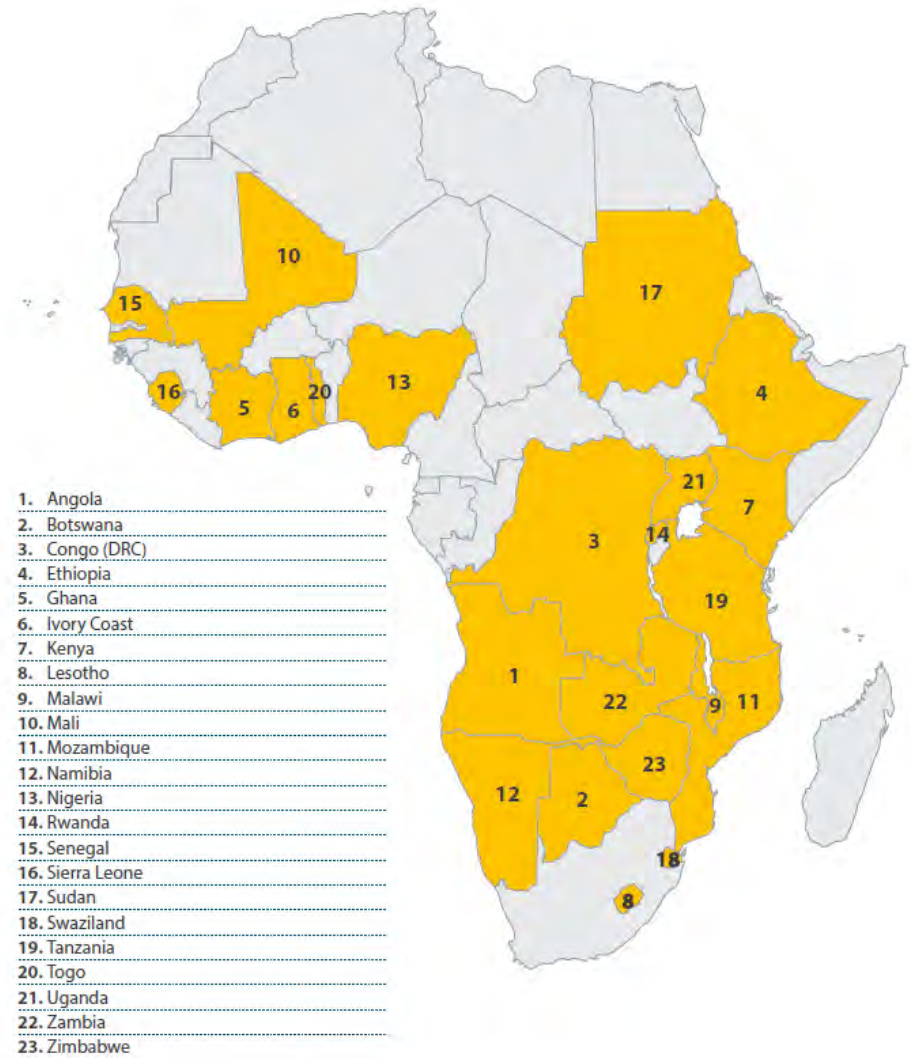 10
17
15
13
16
20
4
5
6
21
7
14
3
19
1
22
9
11
23
12
2
18
8
1. Angola
2. Botswana
3. Congo (DRC)
4. Ethiopia
5. Ghana
6. Ivory Coast
7. Kenya
8. Lesotho
9. Malawi
10. Mali
11. Mozambique
12. Namibia
13. Nigeria
14. Rwanda
15. Senegal
16. Sierra Leone
17. Sudan
18. Swaziland
19. Tanzania
20. Togo
21. Uganda
22. Zambia
23. Zimbabwe